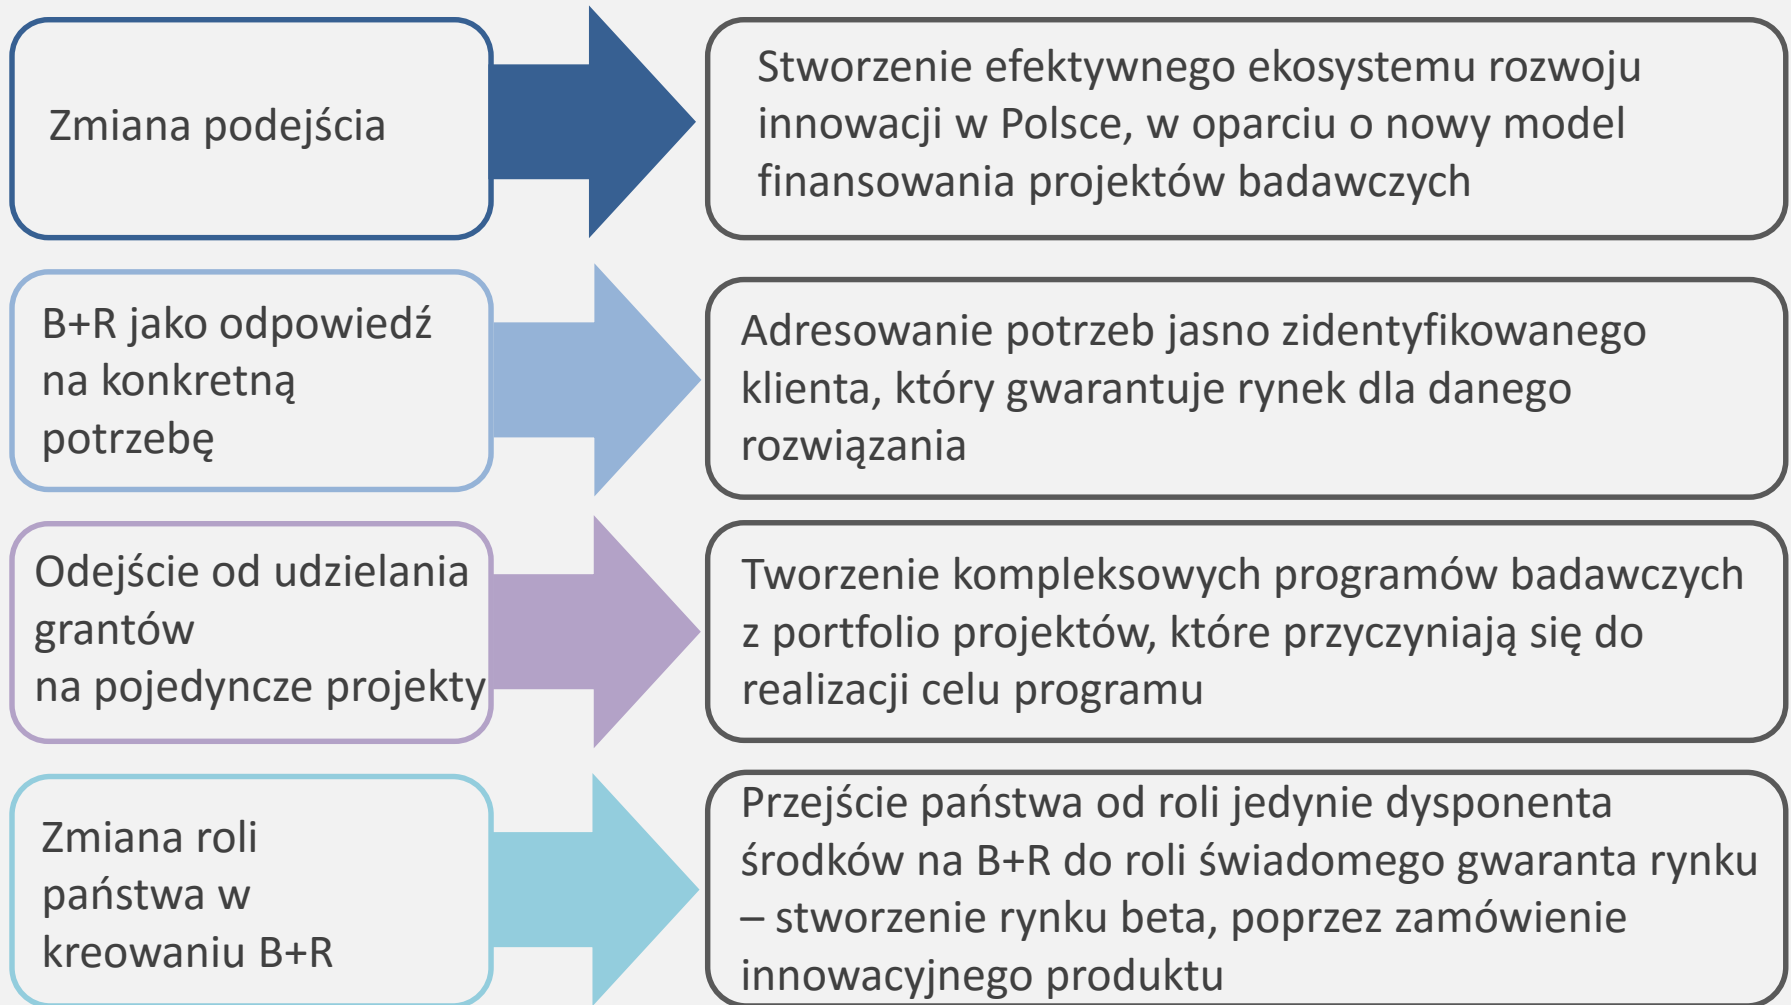 Zmiana podejścia
Stworzenie efektywnego ekosystemu rozwoju
innowacji w Polsce, w oparciu o nowy model
finansowania projektów badawczych
B+R jako odpowiedź
na konkretną
potrzebę
Adresowanie potrzeb jasno zidentyfikowanego
klienta, który gwarantuje rynek dla danego
rozwiązania
Odejście od udzielania
grantów
na pojedyncze projekty
Tworzenie kompleksowych programów badawczych
z portfolio projektów, które przyczyniają się do
realizacji celu programu
Zmiana roli
państwa w
kreowaniu B+R
Przejście państwa od roli jedynie dysponenta
środków na B+R do roli świadomego gwaranta rynku
– stworzenie rynku beta, poprzez zamówienie
innowacyjnego produktu